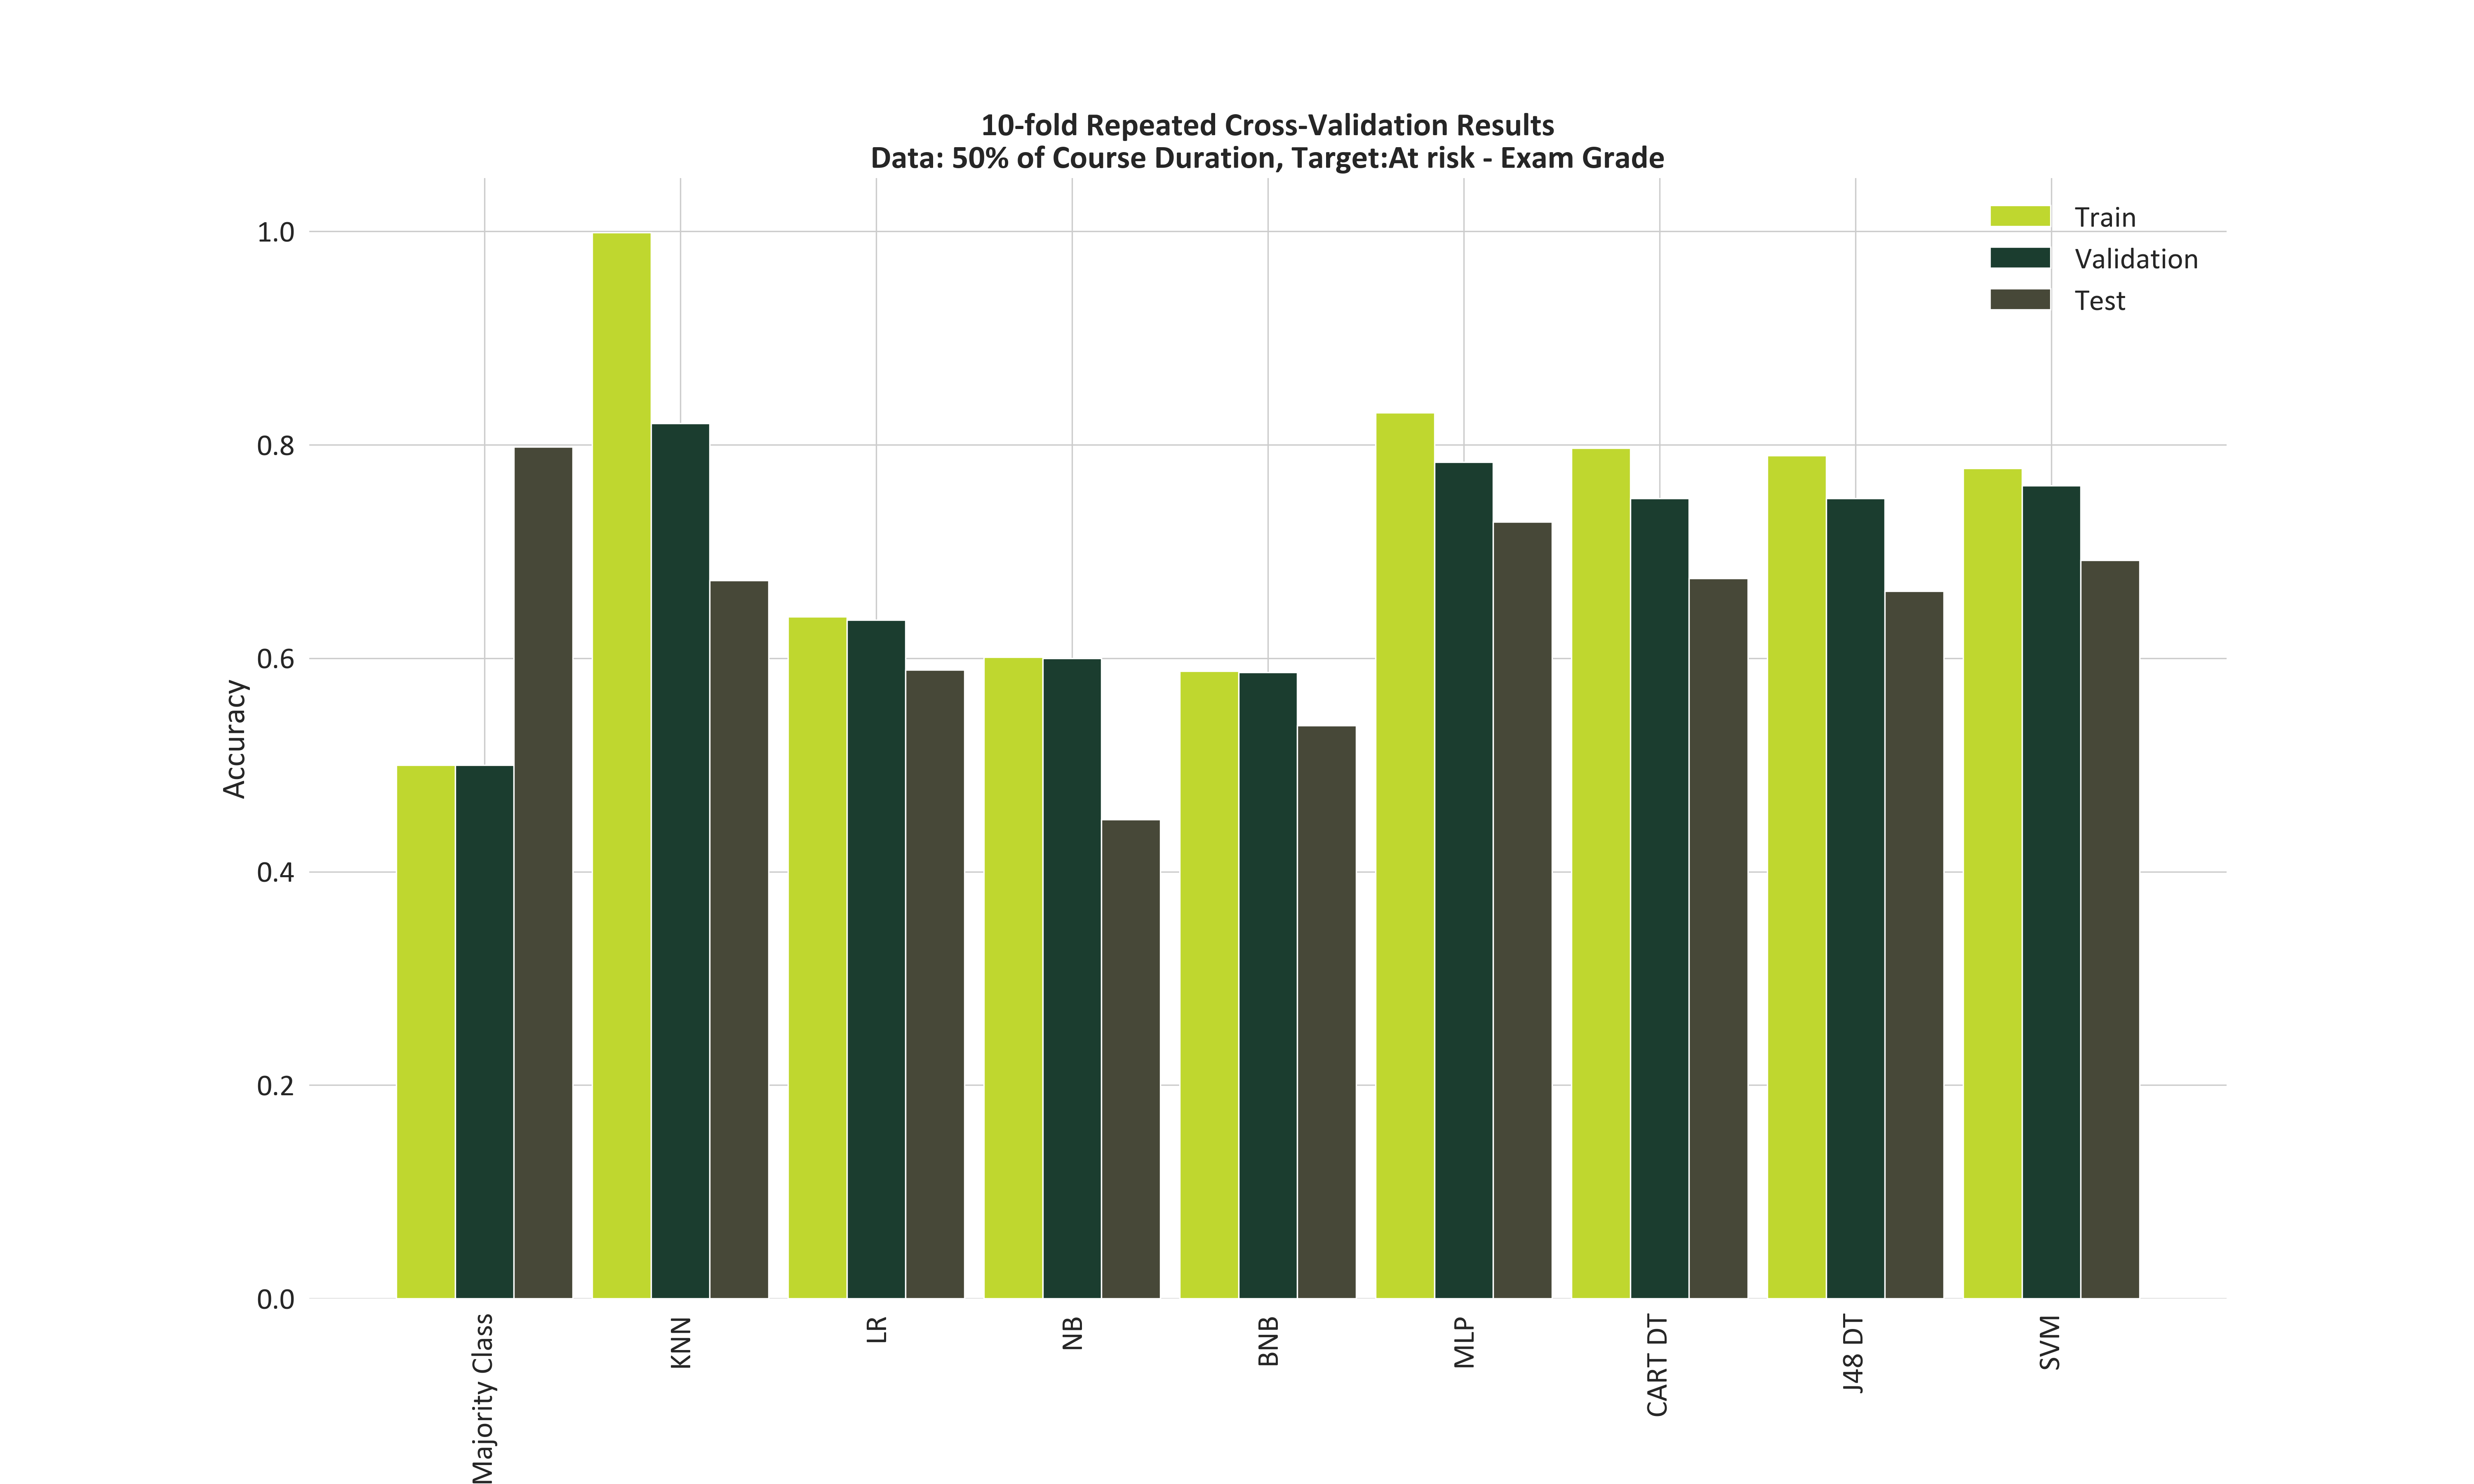 10-fold Repeated Cross-Validation Results
Data: 50% of Course Duration, Target:At risk - Exam Grade
Train
Validation
Test
Accuracy
1.0
0.8
0.6
0.4
0.2
0.0
Majority Class
KNN
LR
NB
BNB
MLP
CART DT
J48 DT
SVM